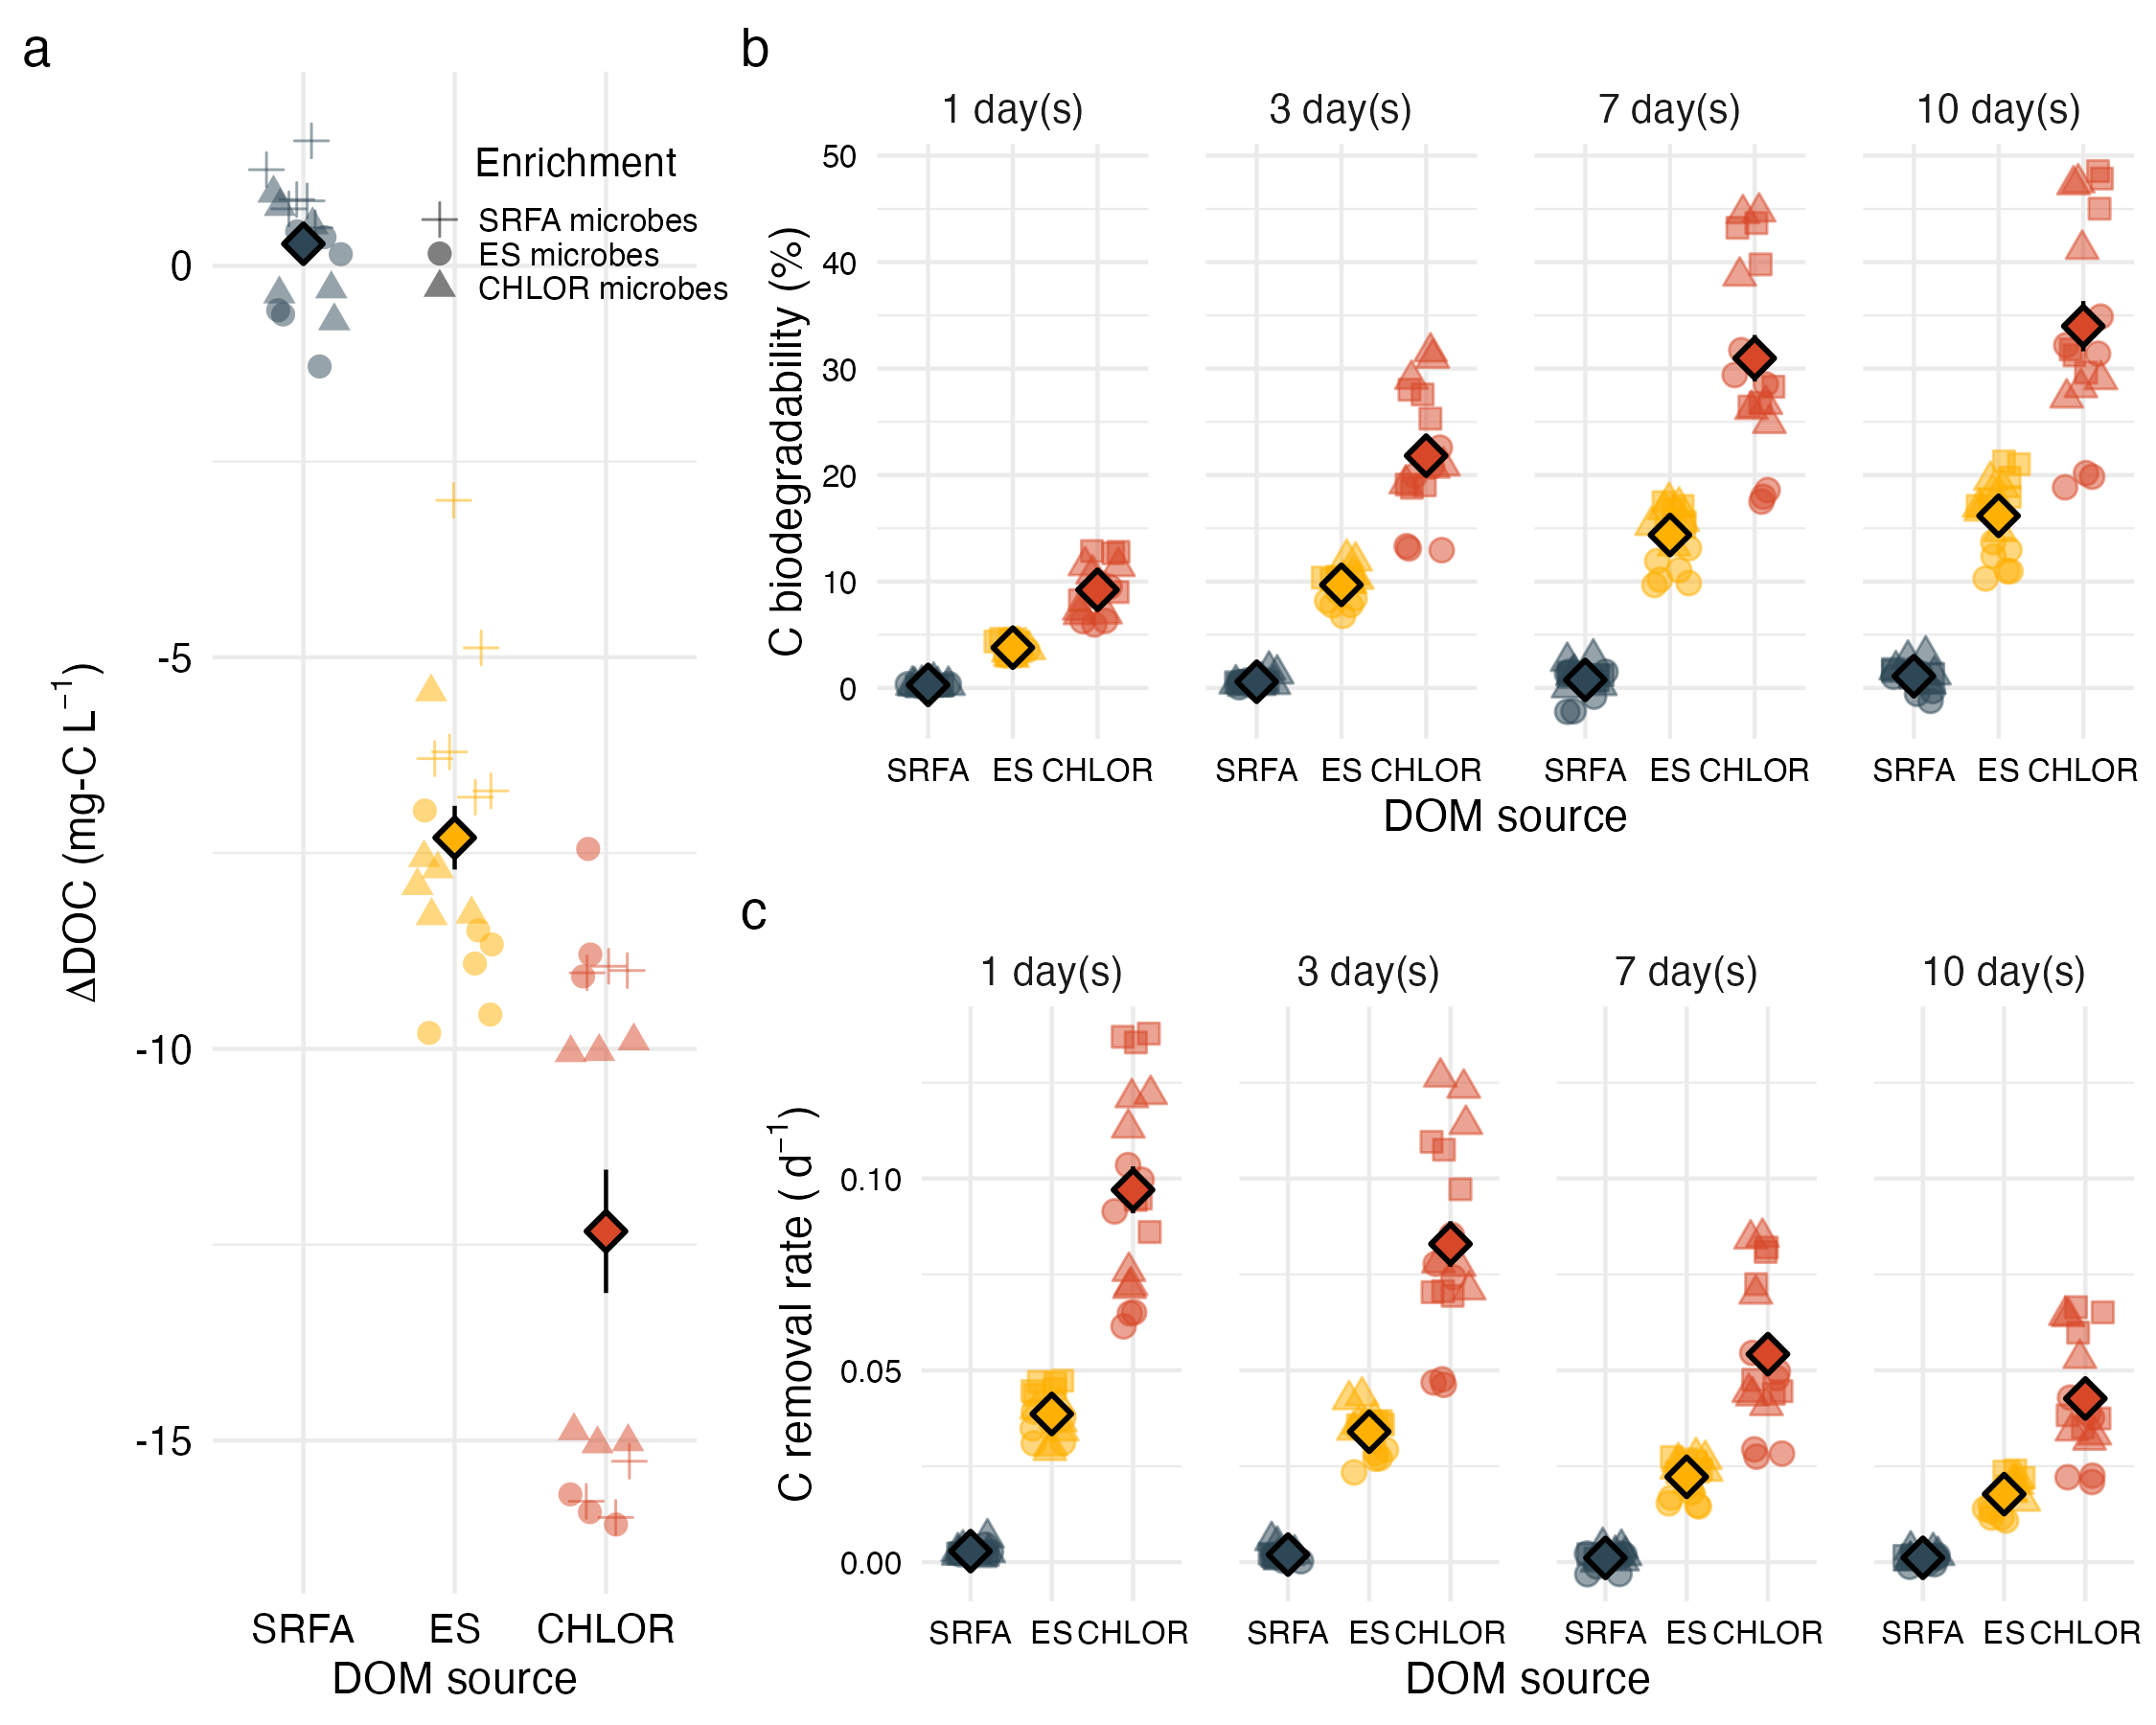 a
Enrichment
SRFA microbes
ES microbes
CHLOR microbes
0
-5
-10
-15
ΔDOC (mg-C L⁻¹)
SRFA ES CHLOR
DOM source
b
1 day(s) 3 day(s) 7 day(s) 10 day(s)
50
40
30
20
10
0
C biodegradability (%)
SRFA ES CHLOR SRFA ES CHLOR SRFA ES CHLOR SRFA ES CHLOR
DOM source
c
1 day(s) 3 day(s) 7 day(s) 10 day(s)
0.10
0.05
0.00
C removal rate ( d⁻¹)
SRFA ES CHLOR SRFA ES CHLOR SRFA ES CHLOR SRFA ES CHLOR
DOM source